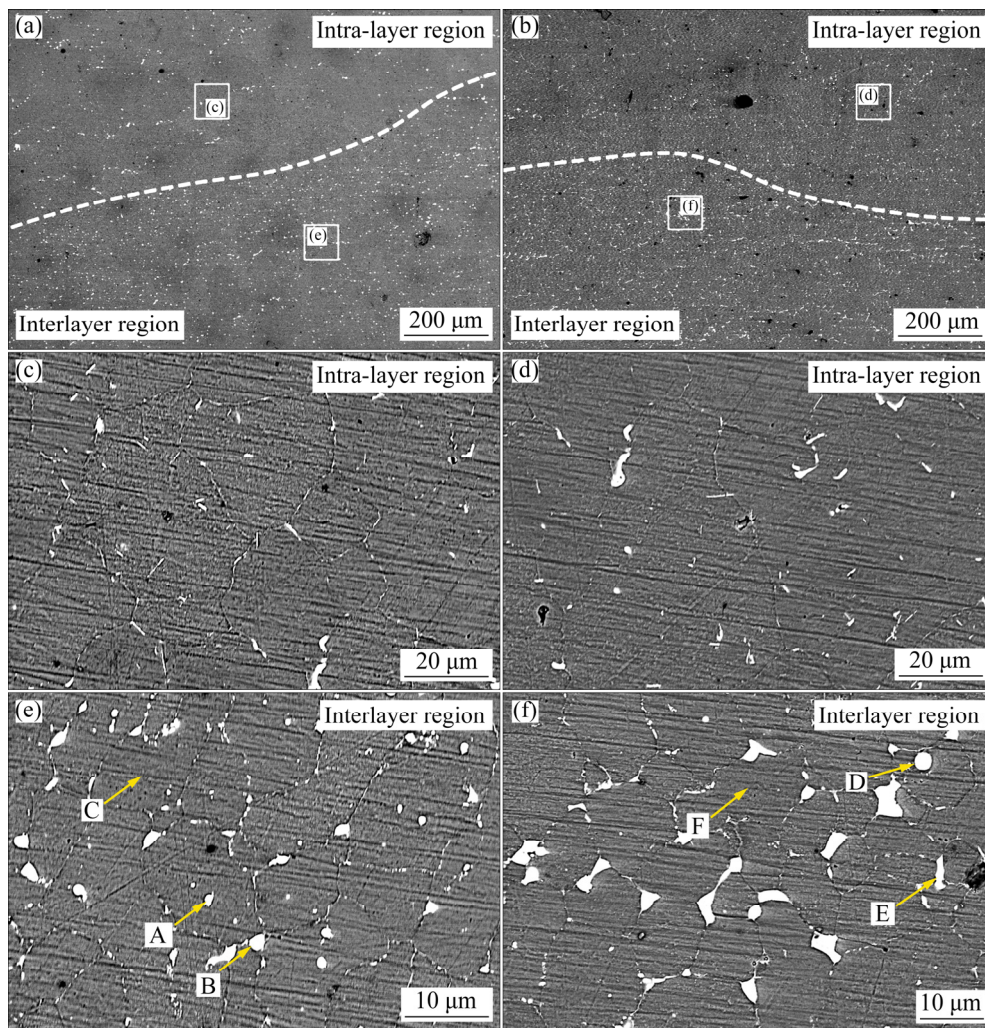 (a)
Intra-layer region
(c)
(e)
Interlayer region
200 μm
(b)
Intra-layer region
(d)
(f)
Interlayer region
200 μm
(c)
Intra-layer region
20 μm
(d)
Intra-layer region
20 μm
(e)
Interlayer region
C
A
B
10 μm
(f)
Interlayer region
D
F
E
10 μm